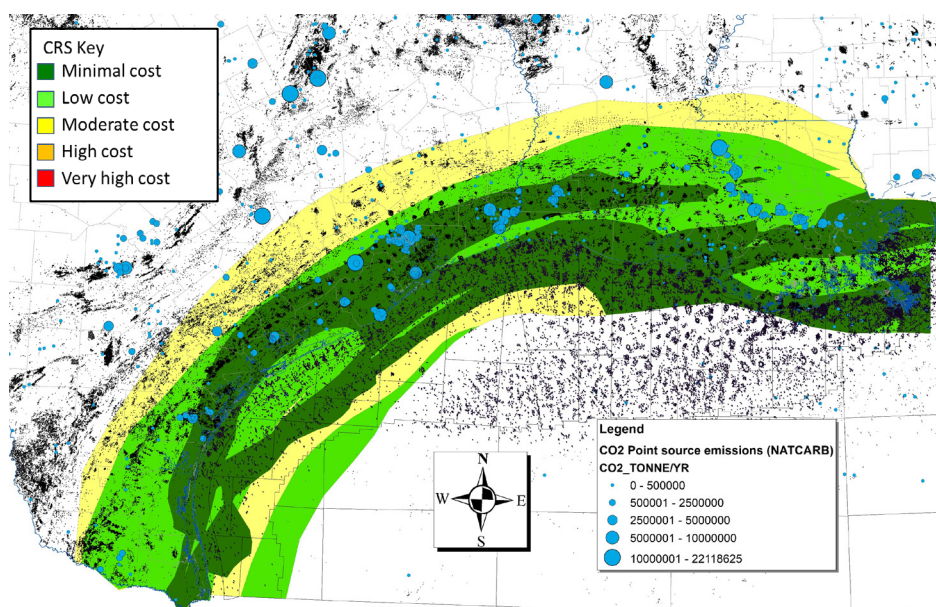 CRS Key
Minimal cost
Low cost
Moderate cost
High cost
Very high cost
N
W E
S
Legend
CO2 Point source emissions (NATCARB)
CO2_TONNE/YR
0 - 500000
500001 - 2500000
2500001 - 5000000
5000001 - 10000000
10000001 - 22118625